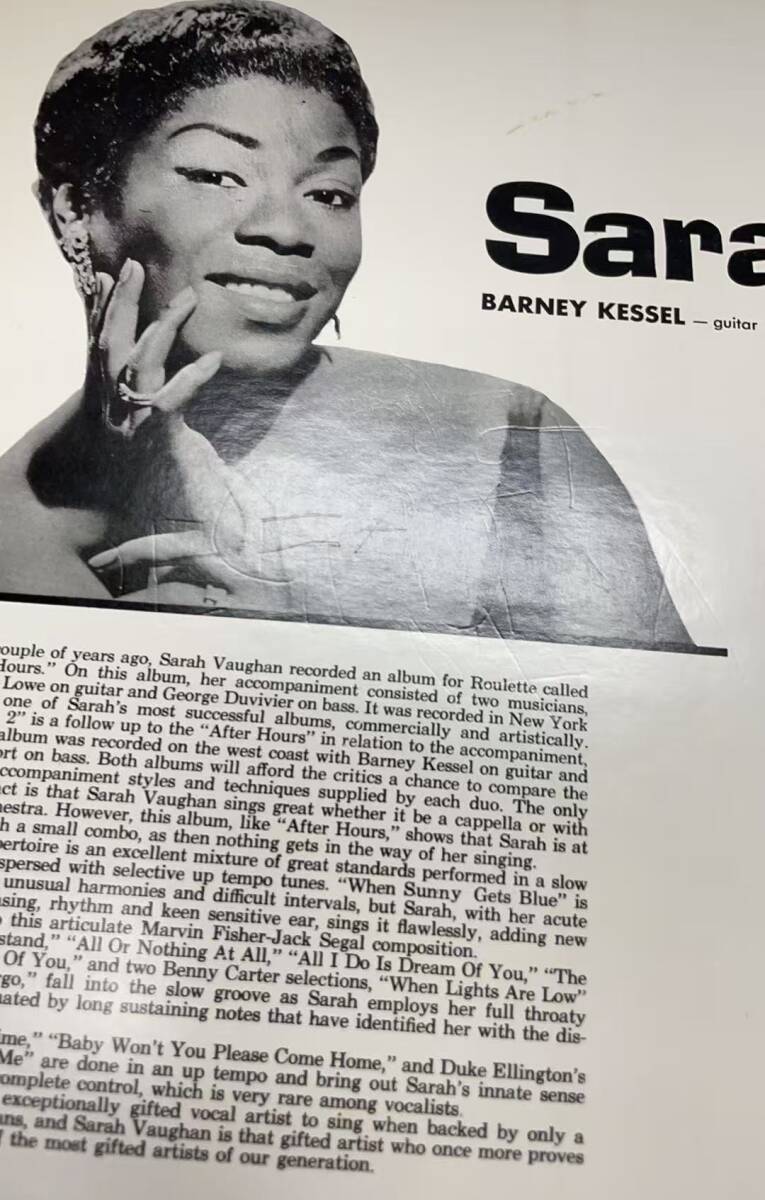 Sara
BARNEY KESSEL — guitar
ouple of years ago, Sarah Vaughan recorded an album for Roulette called
Hours.” On this album, her accompaniment consisted of two musicians,
Lowe on guitar and George Duvivier on bass. It was recorded in New York
one of Sarah’s most successful albums, commercially and artistically.
2” is a follow up to the “After Hours” in relation to the accompaniment,
album was recorded on the west coast with Barney Kessel on guitar and
ort on bass. Both albums will afford the critics a chance to compare the
ccompaniment styles and techniques supplied by each duo. The only
ct is that Sarah Vaughan sings great whether it be a cappella or with
hestra. However, this album, like “After Hours,” shows that Sarah is at
h a small combo, as then nothing gets in the way of her singing.
pertoire is an excellent mixture of great standards performed in a slow
spersed with selective up tempo tunes. “When Sunny Gets Blue” is
unusual harmonies and difficult intervals, but Sarah, with her acute
sing, rhythm and keen sensitive ear, sings it flawlessly, adding new
o this articulate Marvin Fisher-Jack Segal composition.
stand,” “All Or Nothing At All,” “All I Do Is Dream Of You,” “The
Of You,” and two Benny Carter selections, “When Lights Are Low”
go,” fall into the slow groove as Sarah employs her full throaty
ated by long sustaining notes that have identified her with the dis-
ime,” “Baby Won’t You Please Come Home,” and Duke Ellington’s
Me” are done in an up tempo and bring out Sarah’s innate sense
omplete control, which is very rare among vocalists.
exceptionally gifted vocal artist to sing when backed by only a
ans, and Sarah Vaughan is that gifted artist who once more proves
f the most gifted artists of our generation.